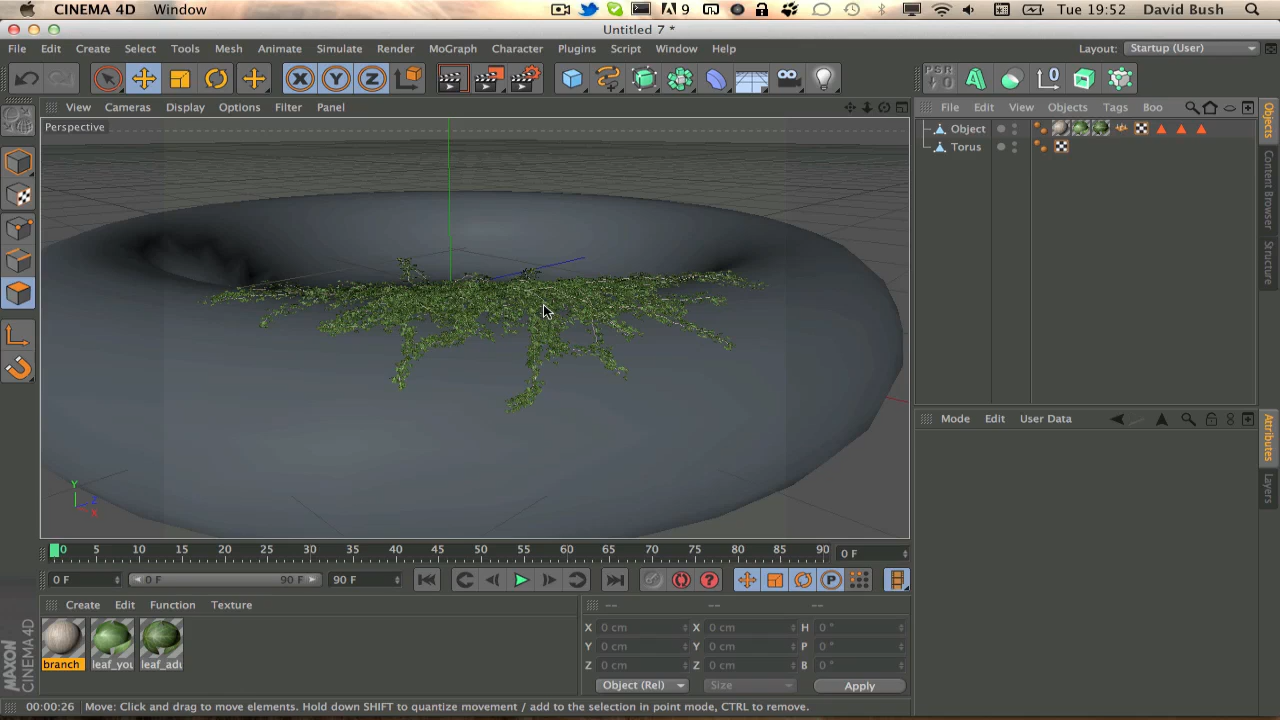 CINEMA 4D Window 9 Tue 19:52 David Bush
Untitled 7 *
File Edit Create Select Tools Mesh Animate Simulate Render MoGraph Character Plugins Script Window Help Layout: Startup (User)
X Y Z PSR 0 0
View Cameras Display Options Filter Panel
File Edit View Objects Tags Boo
Perspective
Object
Torus
Objects
Content Browser
Structure
Mode Edit User Data
Attributes
Layers
Y
Z
X
0 5 10 15 20 25 30 35 40 45 50 55 60 65 70 75 80 85 90 0 F
0 F 0 F 90 F 90 F ? P
Create Edit Function Texture
-- -- --
X 0 cm X 0 cm H 0 °
Y 0 cm Y 0 cm P 0 °
Z 0 cm Z 0 cm B 0 °
branch leaf_you leaf_adu
Object (Rel) Size Apply
MAXON CINEMA4D
00:00:26 Move: Click and drag to move elements. Hold down SHIFT to quantize movement / add to the selection in point mode, CTRL to remove.